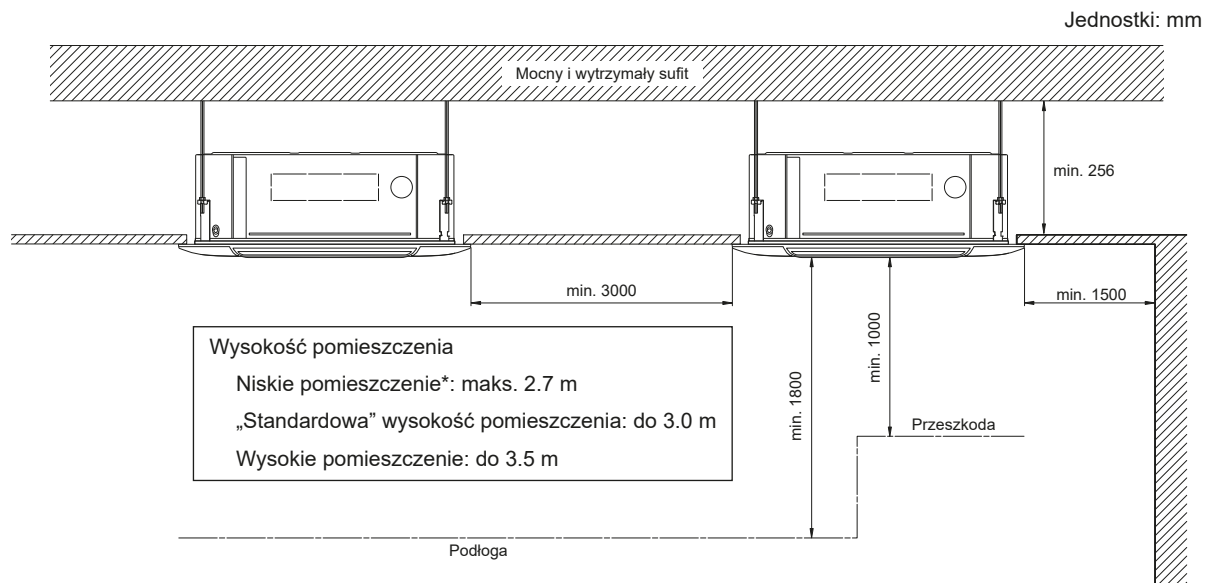 Jednostki: mm
Mocny i wytrzymały sufit
min. 256
min. 3000
min. 1500
min. 1000
min. 1800
Wysokość pomieszczenia
Niskie pomieszczenie*: maks. 2.7 m
„Standardowa” wysokość pomieszczenia: do 3.0 m
Wysokie pomieszczenie: do 3.5 m
Przeszkoda
Podłoga